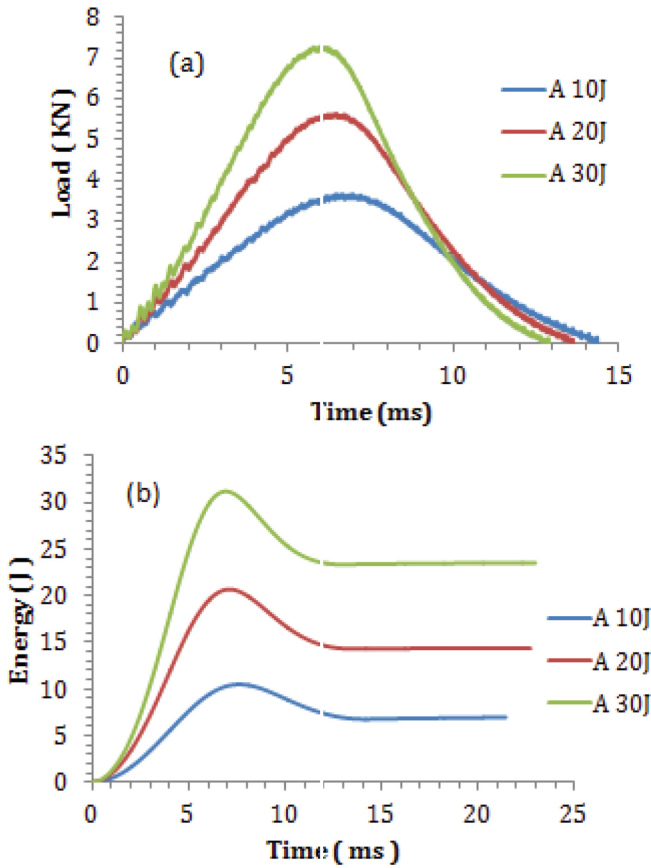 8
7
6
5
4
3
2
1
0
Load ( KN)
(a)
A 10J
A 20J
A 30J
0 5 10 15
Time (ms)
35
30
25
20
15
10
5
0
Energy ( J )
(b)
A 10J
A 20J
A 30J
0 5 10 15 20 25
Time ( ms )